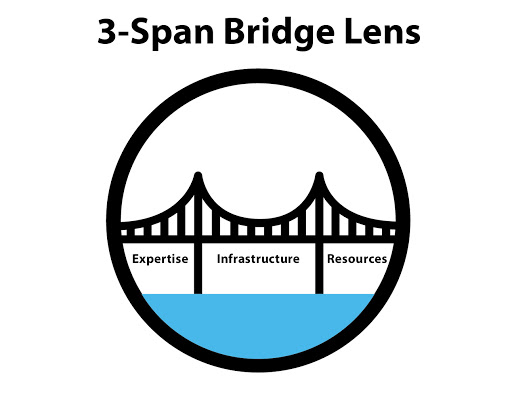 3-Span Bridge Lens
Expertise Infrastructure Resources